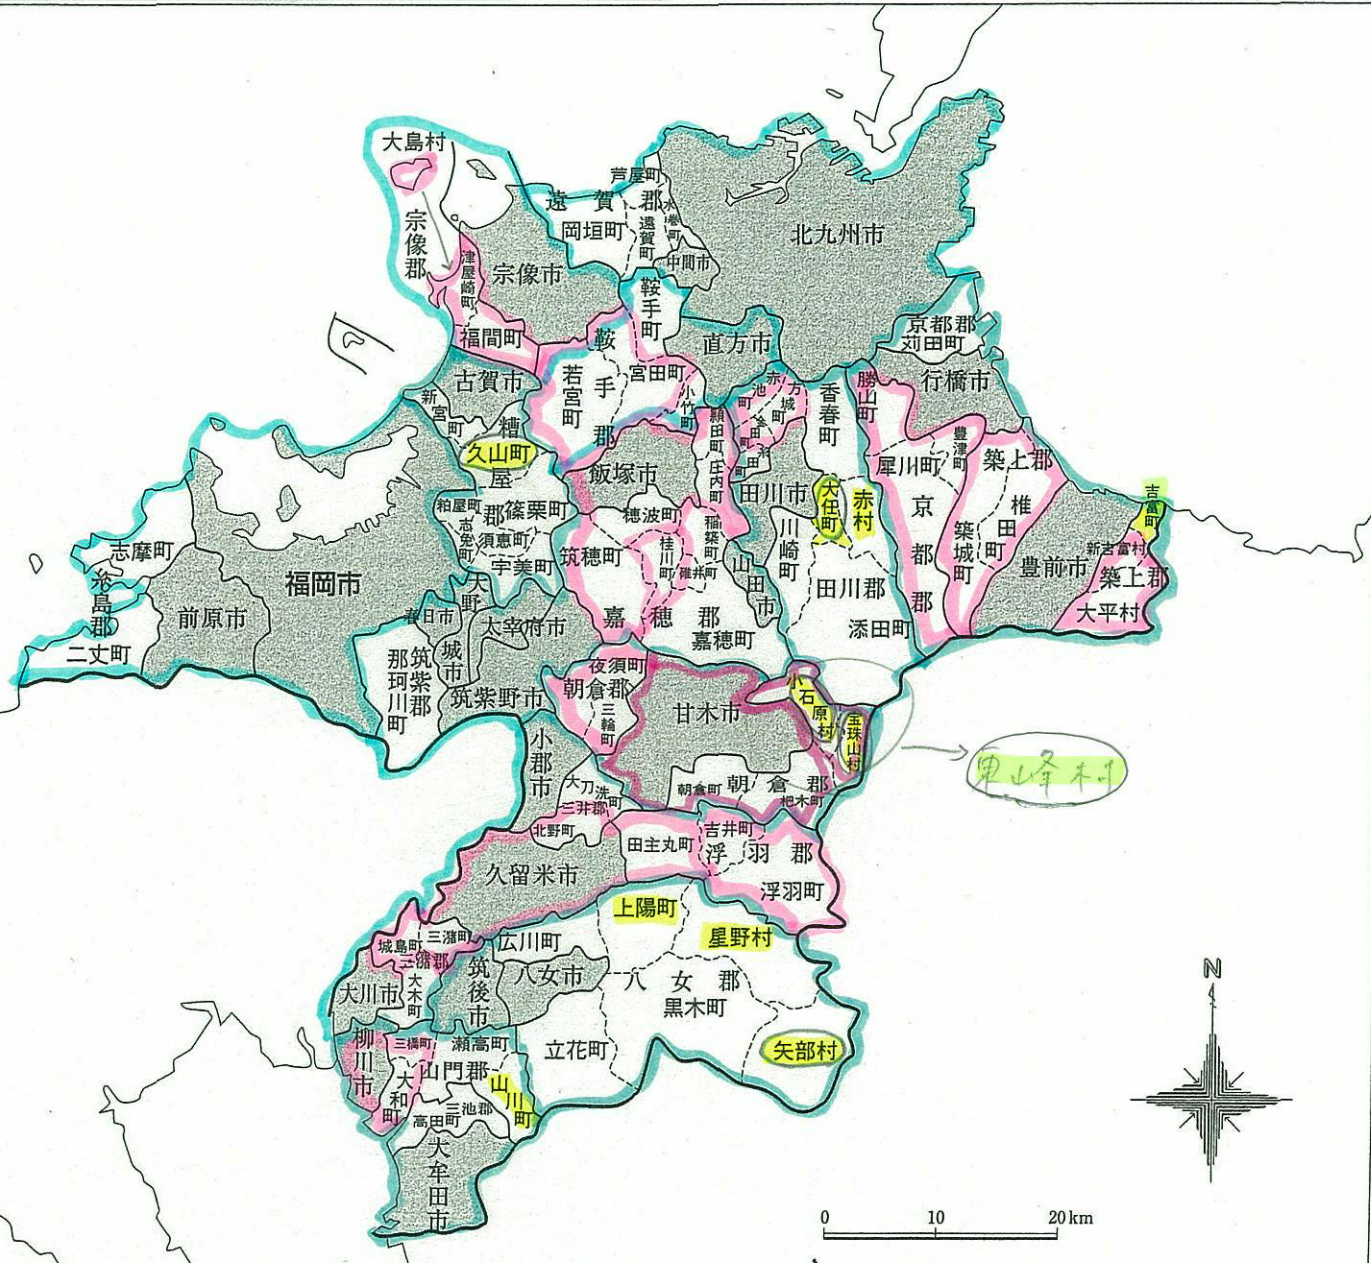 大島村
宗像郡
津屋崎町
宗像市
福間町
芦屋町
遠賀郡
岡垣町
遠賀町
水巻町
中間市
北九州市
鞍手町
鞍手郡
若宮町
宮田町
小竹町
直方市
京都郡
苅田町
行橋市
古賀市
新宮町
糟屋郡
久山町
粕屋町
篠栗町
志免町
須恵町
宇美町
飯塚市
頴田町
庄内町
穂波町
稲築町
筑穂町
桂川町
碓井町
嘉穂郡
嘉穂町
山田市
赤池町
方城町
金田町
香春町
勝山町
田川市
大任町
赤村
川崎町
田川郡
添田町
犀川町
豊津町
京都郡
築上郡
椎田町
築城町
豊前市
吉富町
新吉富村
築上郡
大平村
志摩町
糸島郡
前原市
二丈町
福岡市
春日市
大野城市
太宰府市
筑紫郡
那珂川町
筑紫野市
夜須町
朝倉郡
三輪町
甘木市
小石原村
宝珠山村
東峰村
朝倉町
朝倉郡
杷木町
小郡市
大刀洗町
三井郡
北野町
久留米市
田主丸町
吉井町
浮羽郡
浮羽町
城島町
三潴町
三潴郡
大木町
大川市
筑後市
広川町
八女市
上陽町
星野村
八女郡
黒木町
矢部村
立花町
柳川市
三橋町
大和町
瀬高町
山門郡
山川町
三池郡
高田町
大牟田市
N
0 10 20km